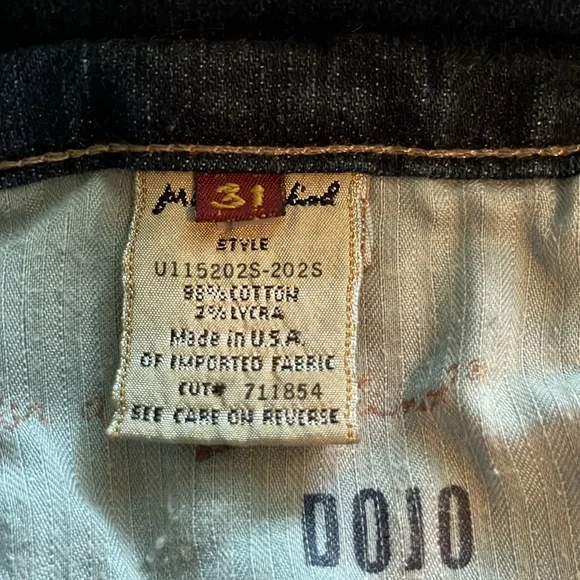 31
STYLE
U115202S-202S
98% COTTON
2% LYCRA
Made in U.S.A.
OF IMPORTED FABRIC
CUT# 711854
SEE CARE ON REVERSE
DOJO